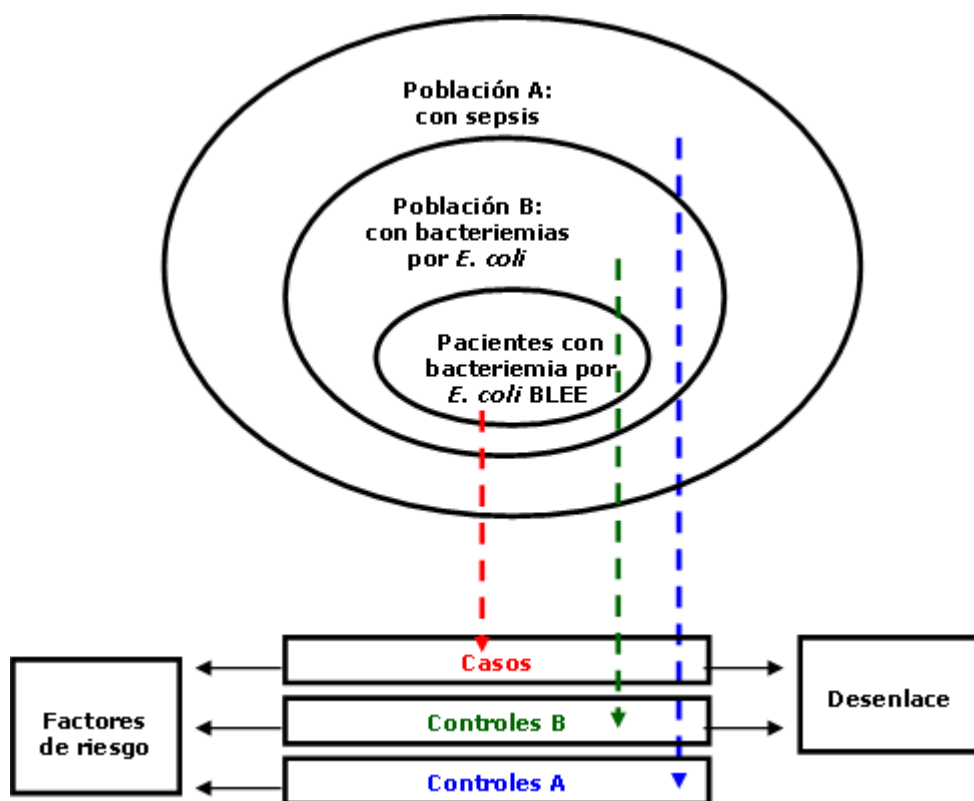 Población A:
con sepsis
Población B:
con bacteriemias
por E. coli
Pacientes con
bacteriemia por
E. coli BLEE
Casos
Controles B
Controles A
Factores
de riesgo
Desenlace